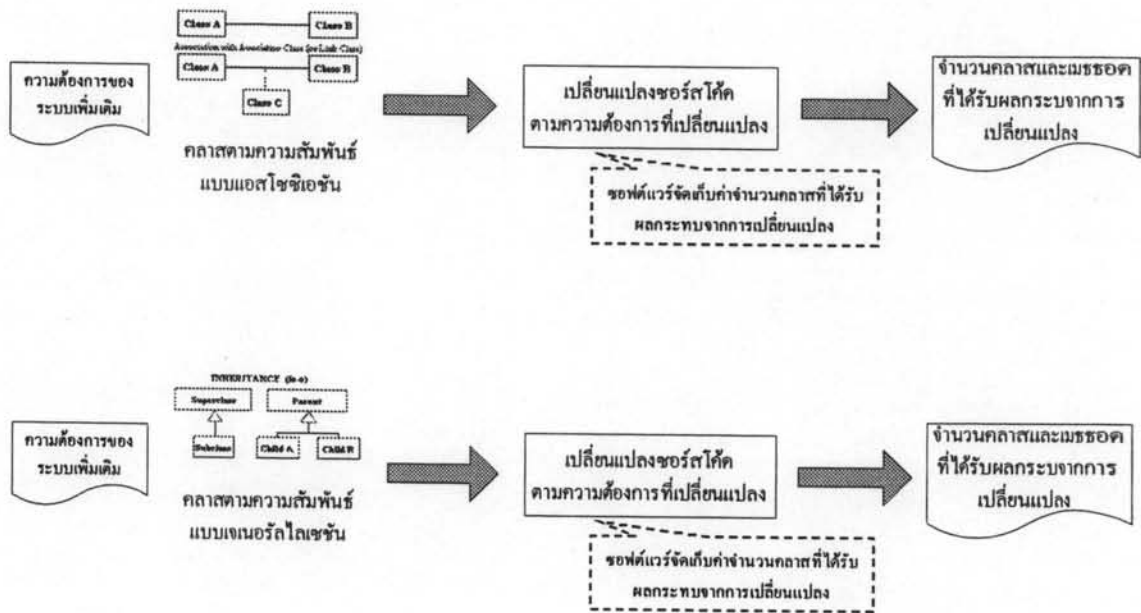 Class A
Class B
Association with Association Class (or Link Class)
Class A
Class B
Class C
ความต้องการของ
ระบบเพิ่มเติม
คลาสตามความสัมพันธ์
แบบแอสโซซิเอชัน
เปลี่ยนแปลงซอร์สโค้ด
ตามความต้องการที่เปลี่ยนแปลง
ซอฟต์แวร์จัดเก็บค่าจำนวนคลาสที่ได้รับ
ผลกระทบจากการเปลี่ยนแปลง
จำนวนคลาสและเมธธอด
ที่ได้รับผลกระบจากการ
เปลี่ยนแปลง
INHERITANCE (is-a)
Superclass
Parent
Subclass
Child A
Child B
ความต้องการของ
ระบบเพิ่มเติม
คลาสตามความสัมพันธ์
แบบเจเนอรัลไลเซชัน
เปลี่ยนแปลงซอร์สโค้ด
ตามความต้องการที่เปลี่ยนแปลง
ซอฟต์แวร์จัดเก็บค่าจำนวนคลาสที่ได้รับ
ผลกระทบจากการเปลี่ยนแปลง
จำนวนคลาสและเมธธอด
ที่ได้รับผลกระบจากการ
เปลี่ยนแปลง